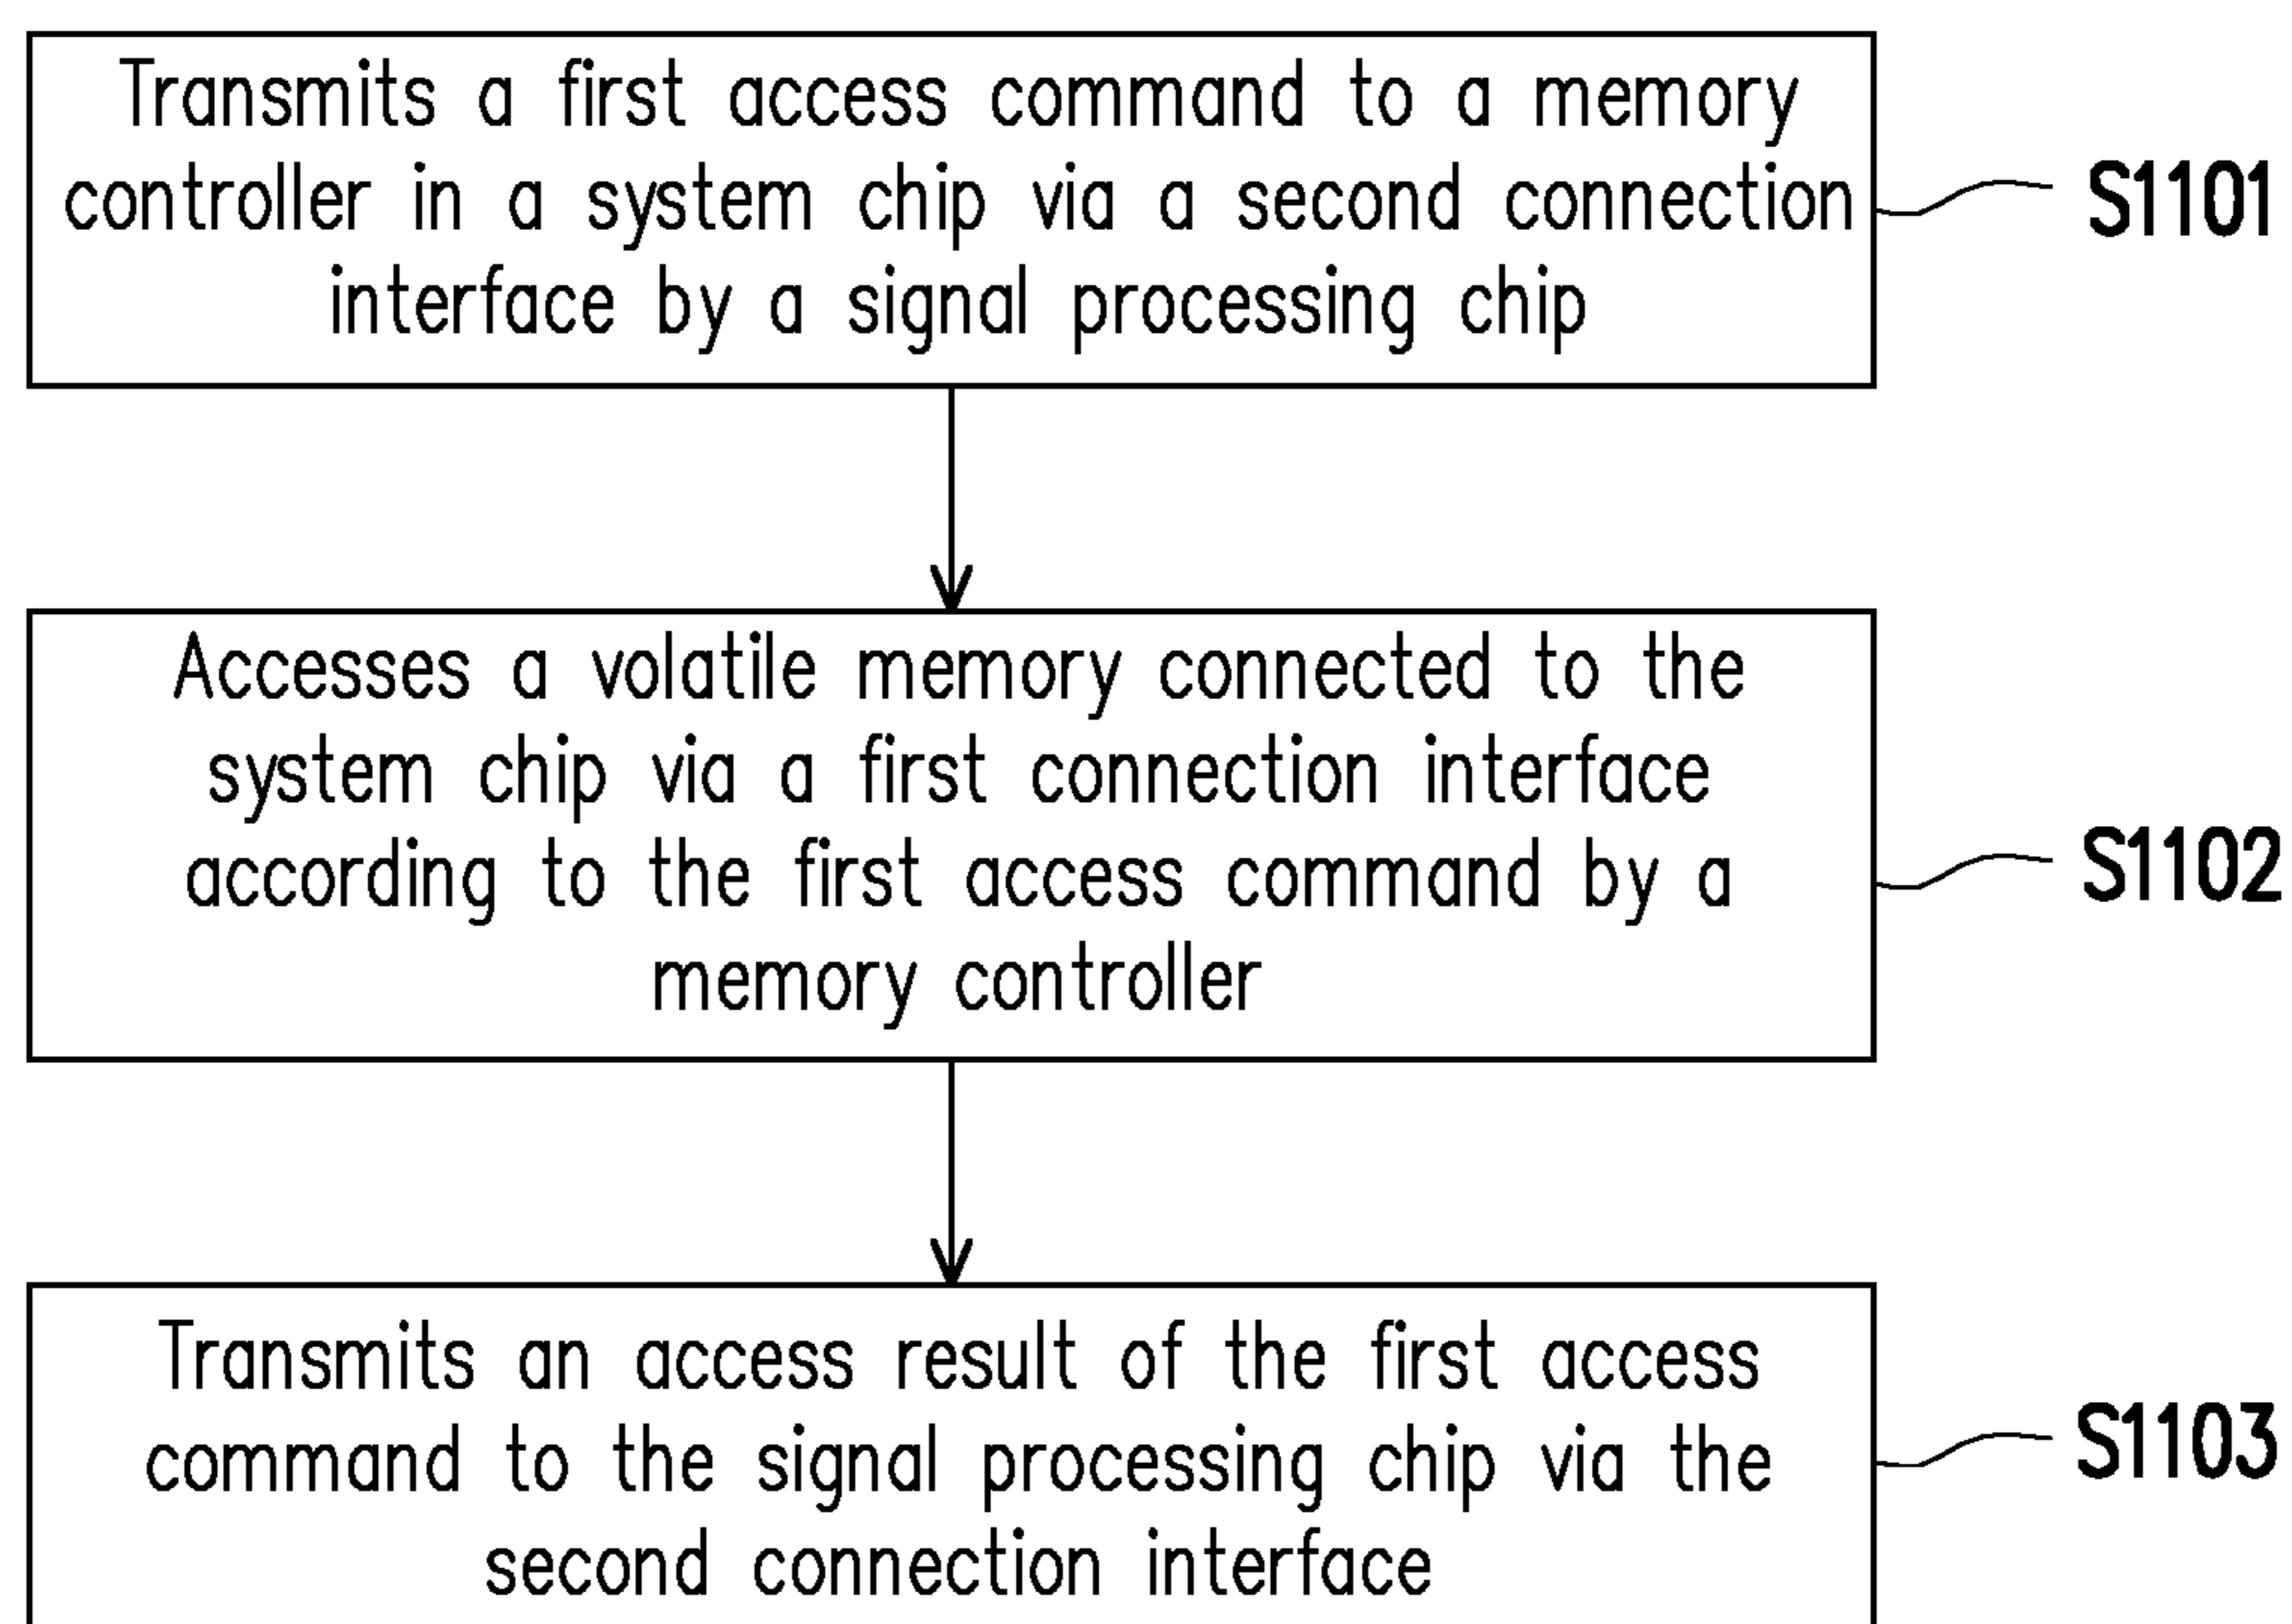 Transmits a first access command to a memory
controller in a system chip via a second connection
interface by a signal processing chip
S1101
Accesses a volatile memory connected to the
system chip via a first connection interface
according to the first access command by a
memory controller
S1102
Transmits an access result of the first access
command to the signal processing chip via the
second connection interface
S1103